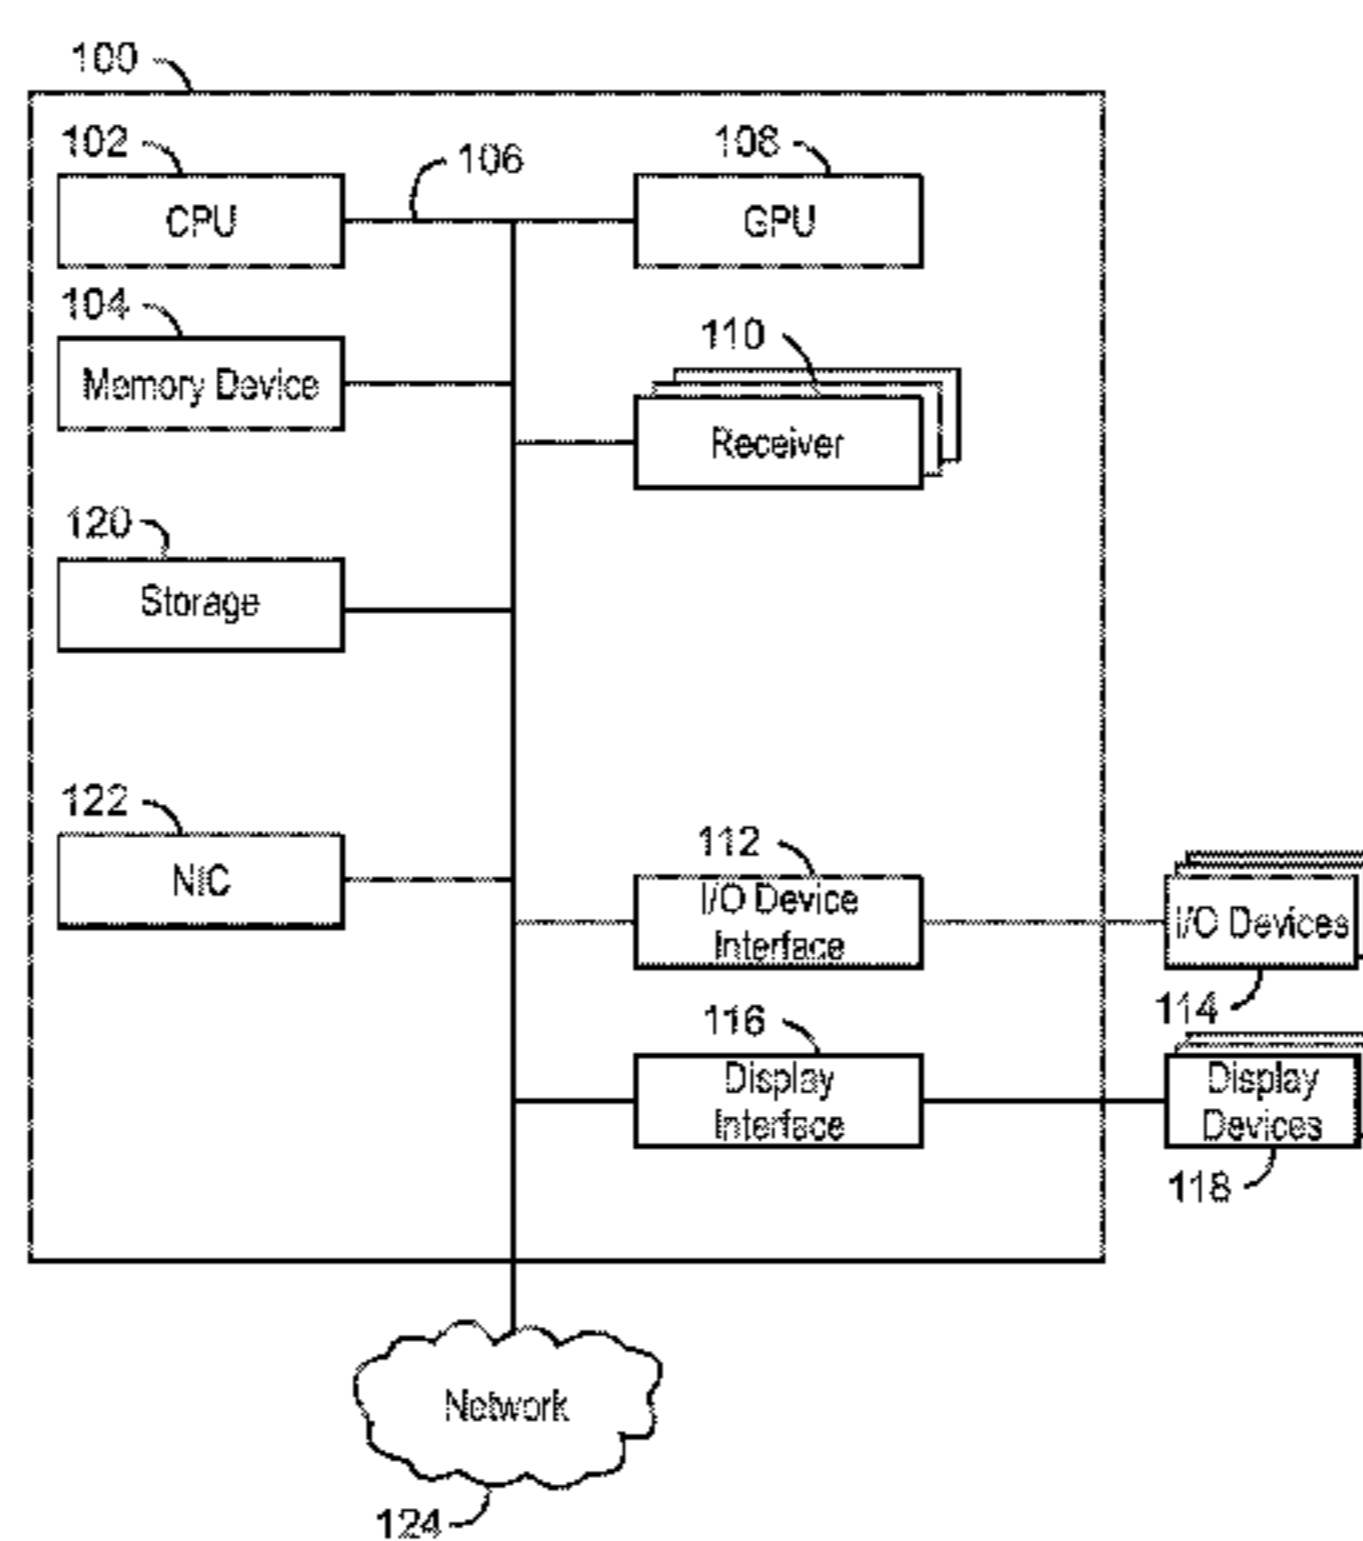 100
102
106
108
CPU
GPU
104
110
Memory Device
Receiver
120
Storage
122
112
NIC
I/O Device
Interface
I/O Devices
114
116
Display
Interface
Display
Devices
118
Network
124